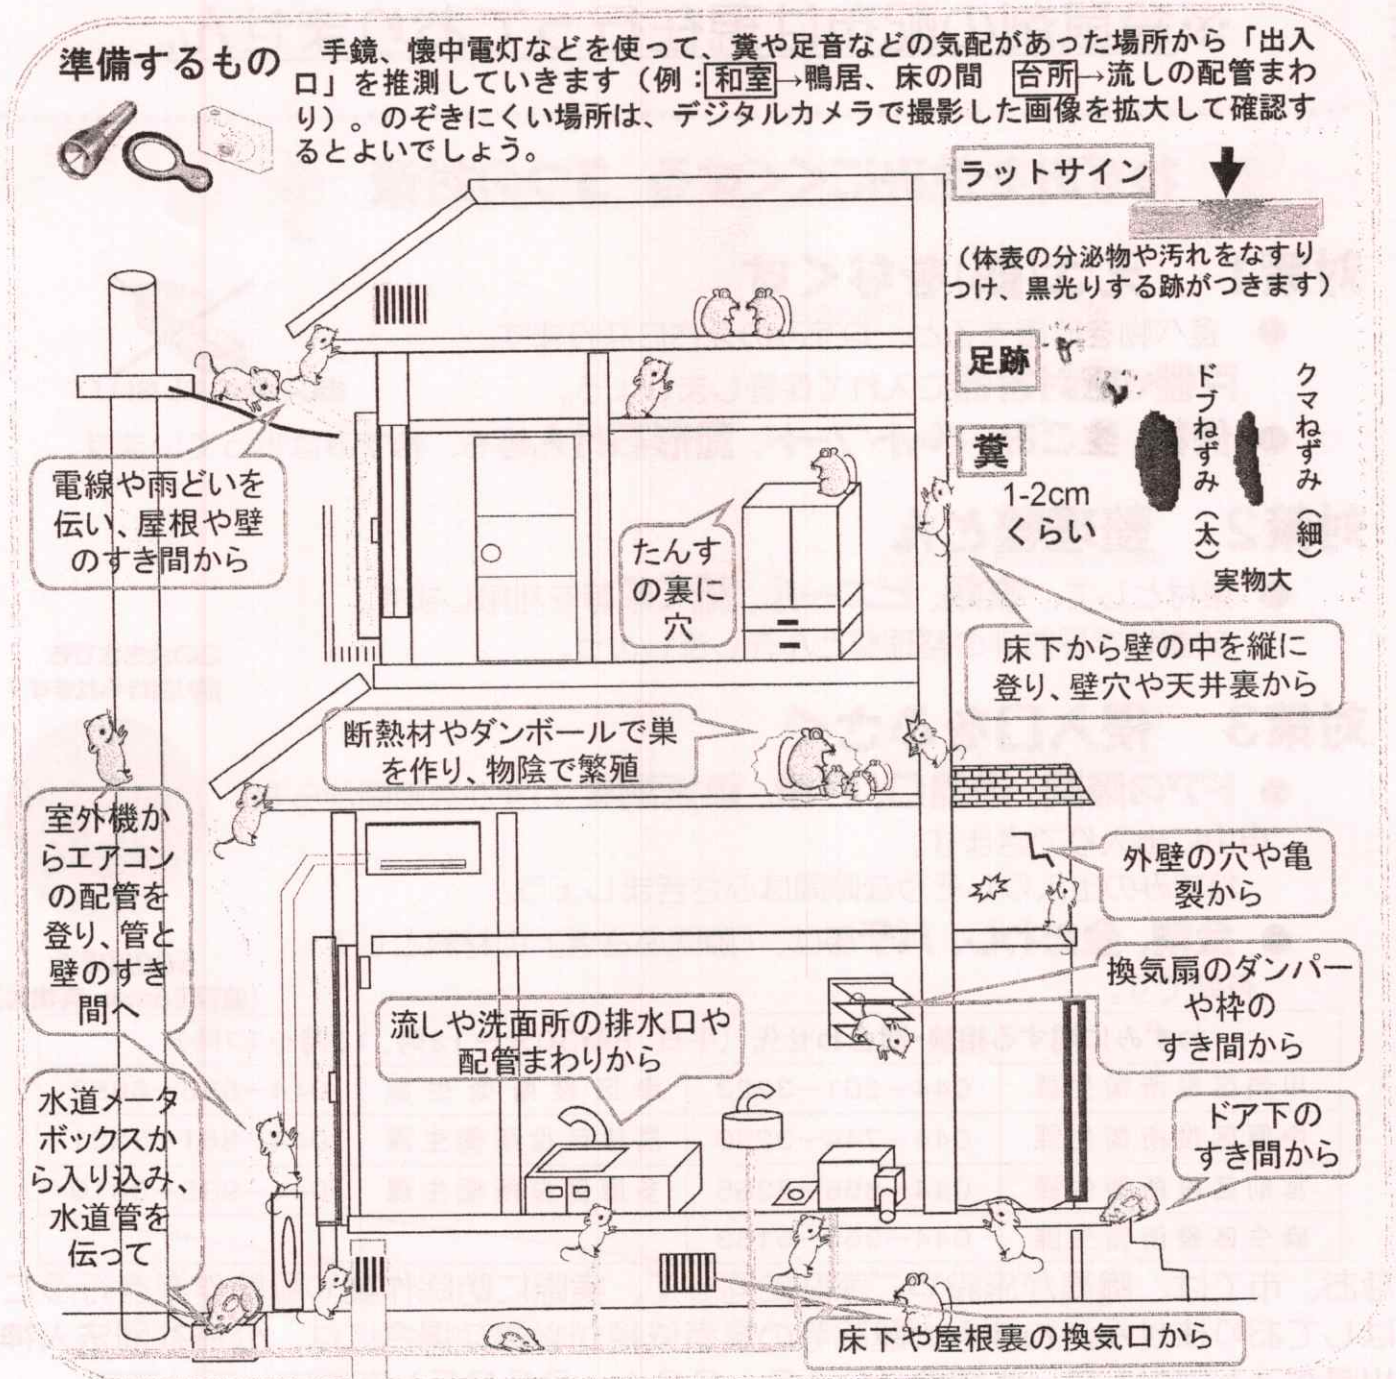 準備するもの
手鏡、懐中電灯などを使って、糞や足音などの気配があった場所から「出入
口」を推測していきます（例：和室→鴨居、床の間　台所→流しの配管まわ
り）。のぞきにくい場所は、デジタルカメラで撮影した画像を拡大して確認す
るとよいでしょう。
ラットサイン
（体表の分泌物や汚れをなすり
つけ、黒光りする跡がつきます）
足跡
糞
1-2cm
くらい
ドブねずみ（太）
クマねずみ（細）
実物大
電線や雨どいを
伝い、屋根や壁
のすき間から
たんす
の裏に
穴
床下から壁の中を縦に
登り、壁穴や天井裏から
断熱材やダンボールで巣
を作り、物陰で繁殖
室外機か
らエアコン
の配管を
登り、管と
壁のすき
間へ
外壁の穴や亀
裂から
換気扇のダンパー
や枠の
すき間から
流しや洗面所の排水口や
配管まわりから
水道メータ
ボックスか
ら入り込み、
水道管を
伝って
ドア下の
すき間から
床下や屋根裏の換気口から